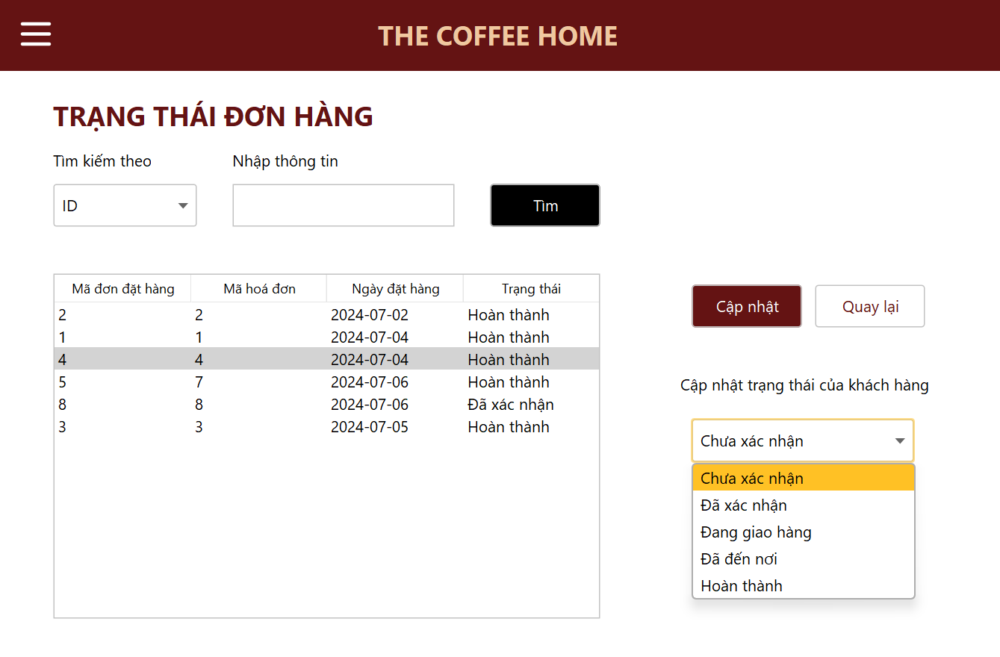 THE COFFEE HOME
TRẠNG THÁI ĐƠN HÀNG
Tìm kiếm theo Nhập thông tin
ID Tìm
Mã đơn đặt hàng Mã hoá đơn Ngày đặt hàng Trạng thái
2 2 2024-07-02 Hoàn thành
1 1 2024-07-04 Hoàn thành
4 4 2024-07-04 Hoàn thành
5 7 2024-07-06 Hoàn thành
8 8 2024-07-06 Đã xác nhận
3 3 2024-07-05 Hoàn thành
Cập nhật Quay lại
Cập nhật trạng thái của khách hàng
Chưa xác nhận
Chưa xác nhận
Đã xác nhận
Đang giao hàng
Đã đến nơi
Hoàn thành